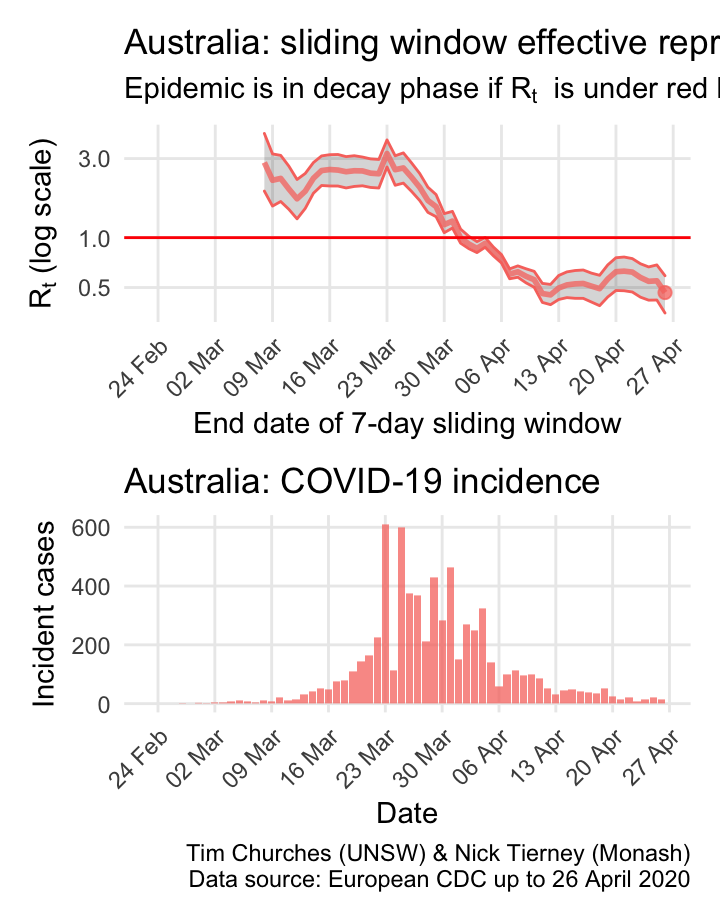 Australia: sliding window effective repr
Epidemic is in decay phase if Rt is under red l
Rt (log scale)
3.0
1.0
0.5
24 Feb
02 Mar
09 Mar
16 Mar
23 Mar
30 Mar
06 Apr
13 Apr
20 Apr
27 Apr
End date of 7-day sliding window
Australia: COVID-19 incidence
Incident cases
600
400
200
0
24 Feb
02 Mar
09 Mar
16 Mar
23 Mar
30 Mar
06 Apr
13 Apr
20 Apr
27 Apr
Date
Tim Churches (UNSW) & Nick Tierney (Monash)
Data source: European CDC up to 26 April 2020